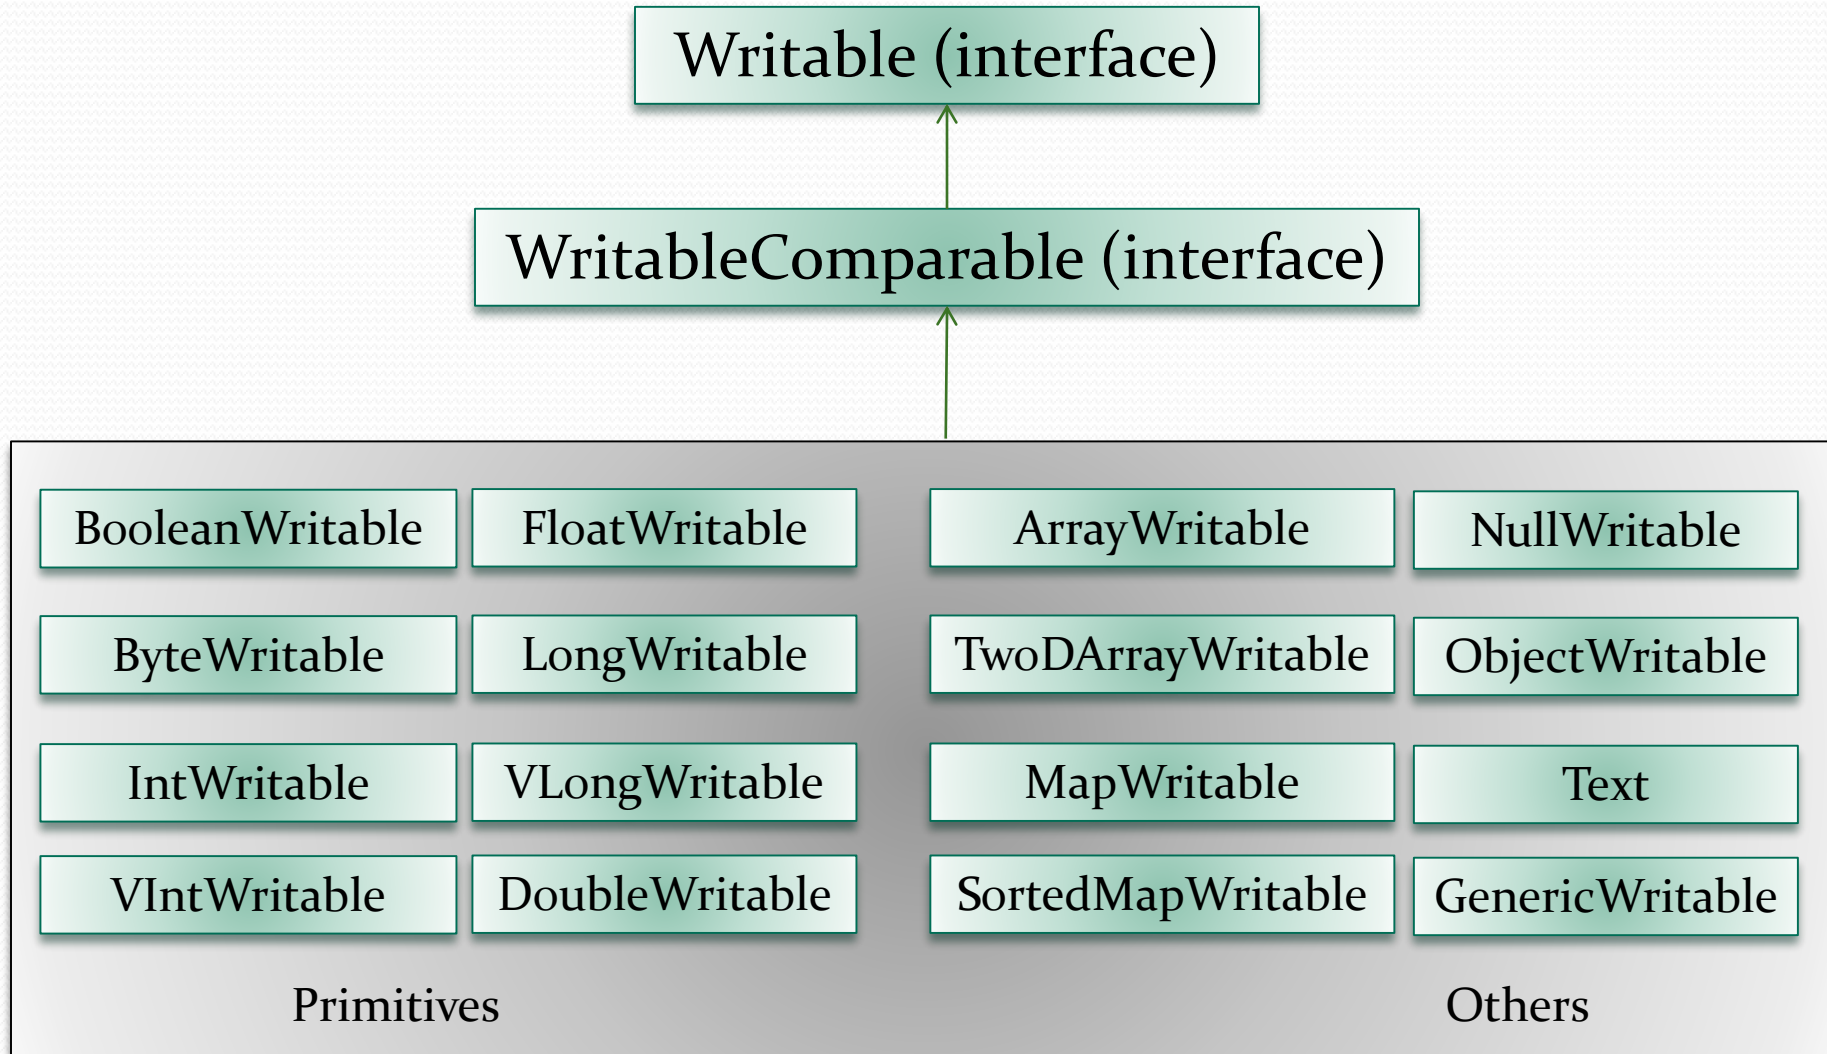 Writable (interface)
WritableComparable (interface)
BooleanWritable
FloatWritable
ArrayWritable
NullWritable
ByteWritable
LongWritable
TwoDArrayWritable
ObjectWritable
IntWritable
VLongWritable
MapWritable
Text
VIntWritable
DoubleWritable
SortedMapWritable
GenericWritable
Primitives
Others